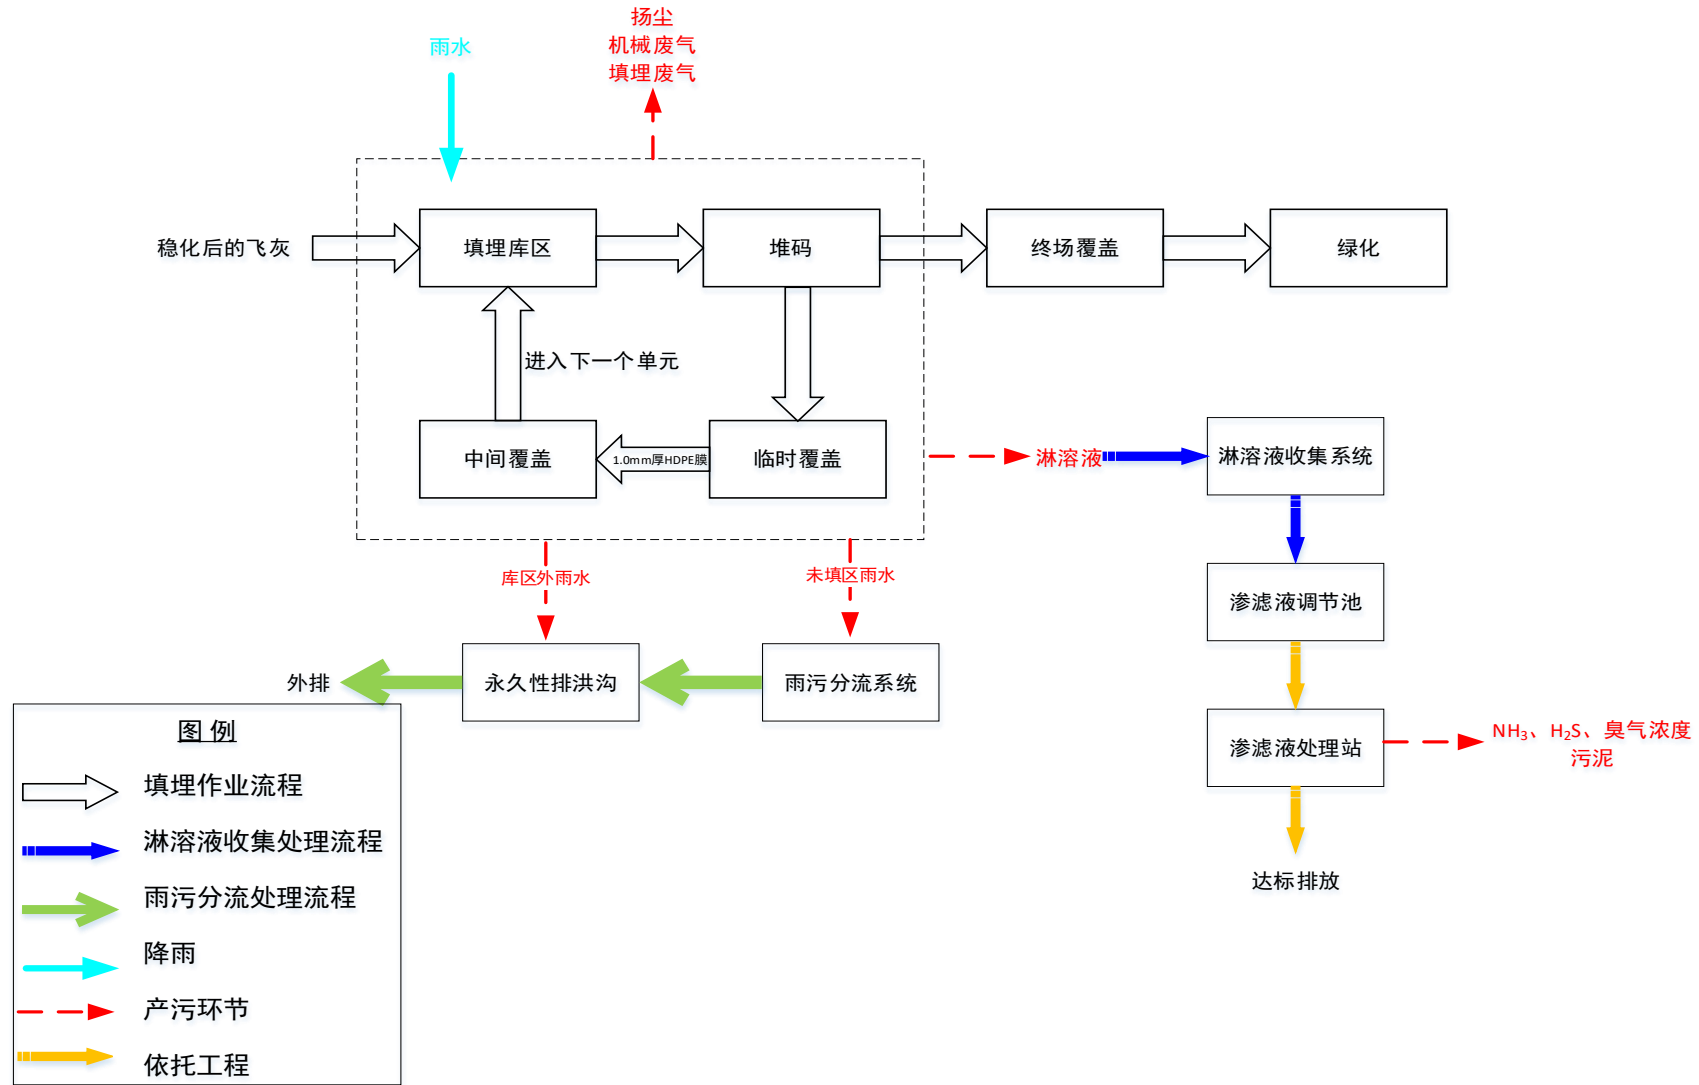 扬尘
机械废气
填埋废气
雨水
稳化后的飞灰
填埋库区
堆码
终场覆盖
绿化
进入下一个单元
中间覆盖
1.0mm厚HDPE膜
临时覆盖
淋溶液
淋溶液收集系统
库区外雨水
未填区雨水
渗滤液调节池
外排
永久性排洪沟
雨污分流系统
渗滤液处理站
NH₃、H₂S、臭气浓度
污泥
达标排放
图例
填埋作业流程
淋溶液收集处理流程
雨污分流处理流程
降雨
产污环节
依托工程